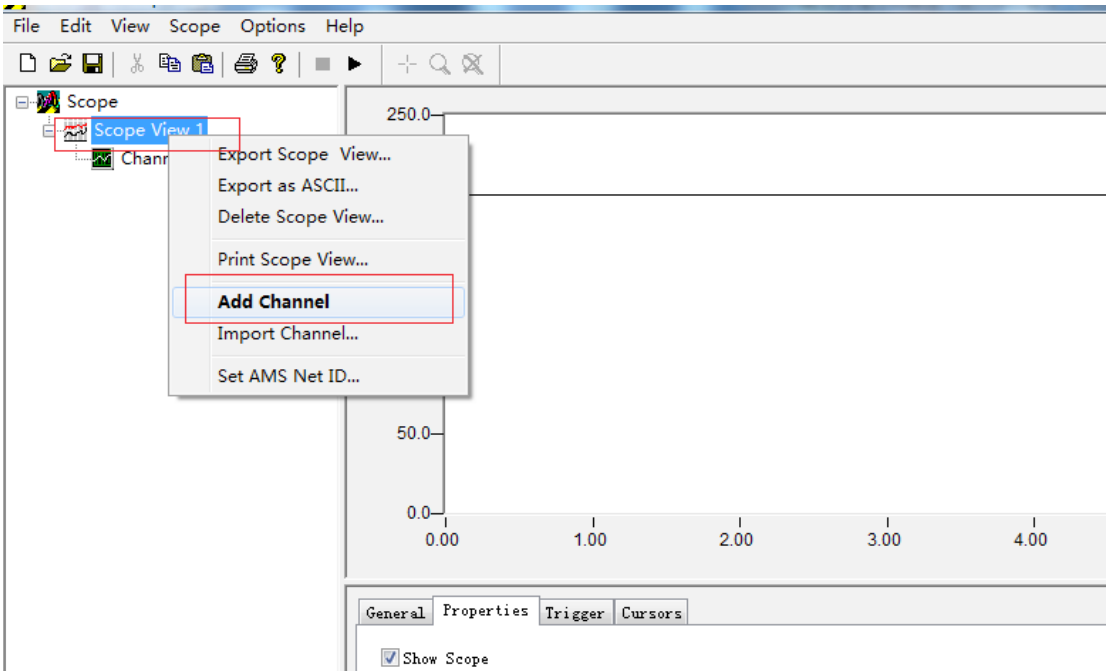 File Edit View Scope Options Help
Scope
Scope View 1
Chann
Export Scope View...
Export as ASCII...
Delete Scope View...
Print Scope View...
Add Channel
Import Channel...
Set AMS Net ID...
250.0
50.0
0.0
0.00 1.00 2.00 3.00 4.00
General Properties Trigger Cursors
Show Scope